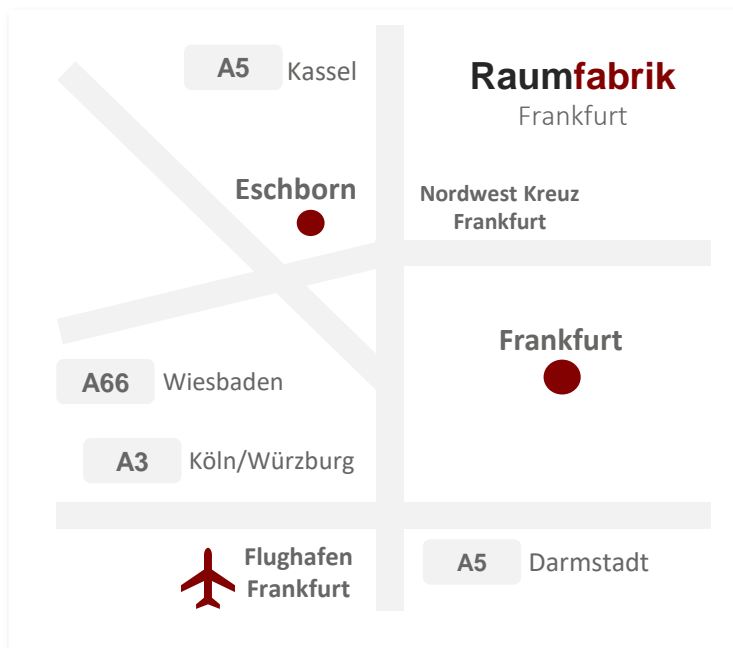 A5 Kassel
Raumfabrik
Frankfurt
Eschborn
Nordwest Kreuz
Frankfurt
Frankfurt
A66 Wiesbaden
A3 Köln/Würzburg
Flughafen
Frankfurt
A5 Darmstadt